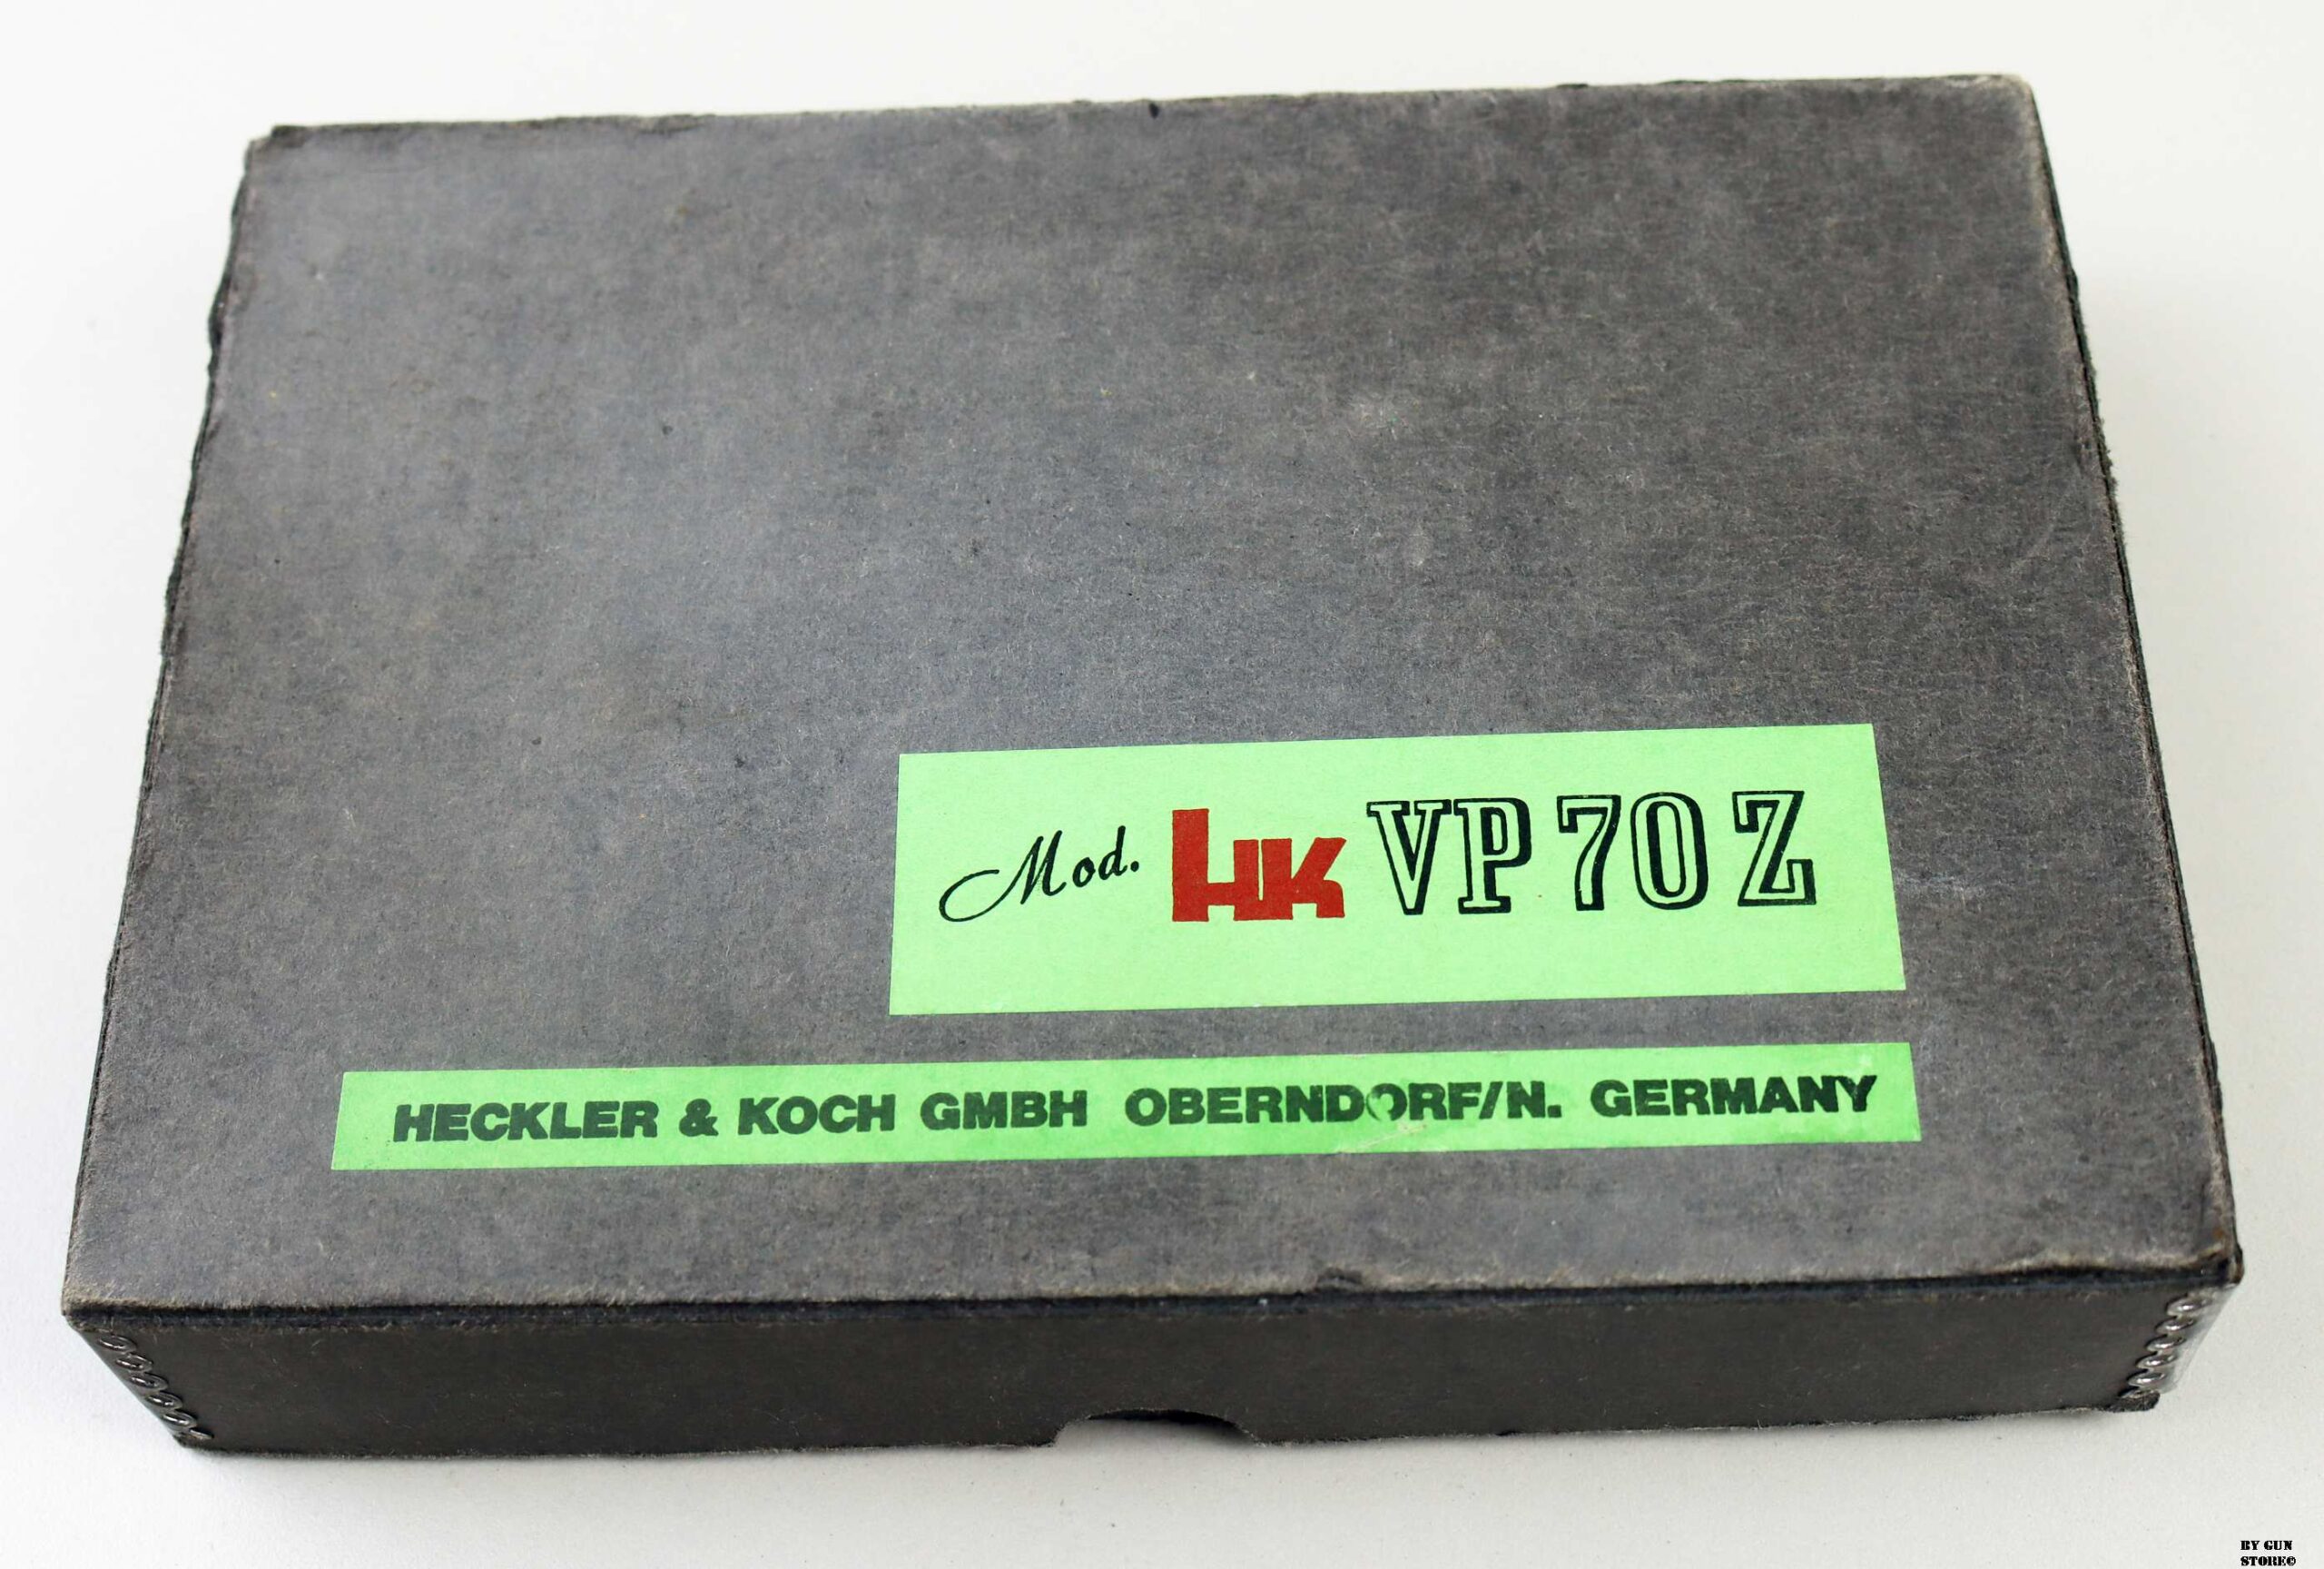 Mod. HK VP 70 Z
HECKLER & KOCH GMBH OBERNDORF/N. GERMANY
BY GUN
STORE©